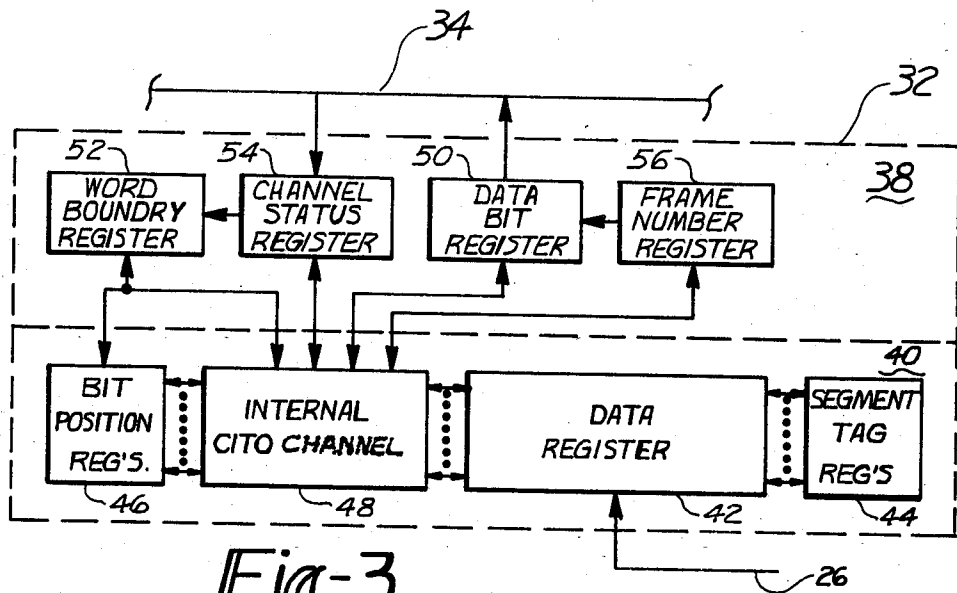 34
32
52
WORD
BOUNDRY
REGISTER
54
CHANNEL
STATUS
REGISTER
50
DATA
BIT
REGISTER
56
FRAME
NUMBER
REGISTER
38
40
BIT
POSITION
REG'S.
46
INTERNAL
CITO CHANNEL
48
DATA
REGISTER
42
SEGMENT
TAG
REG'S
44
Fig-3
26